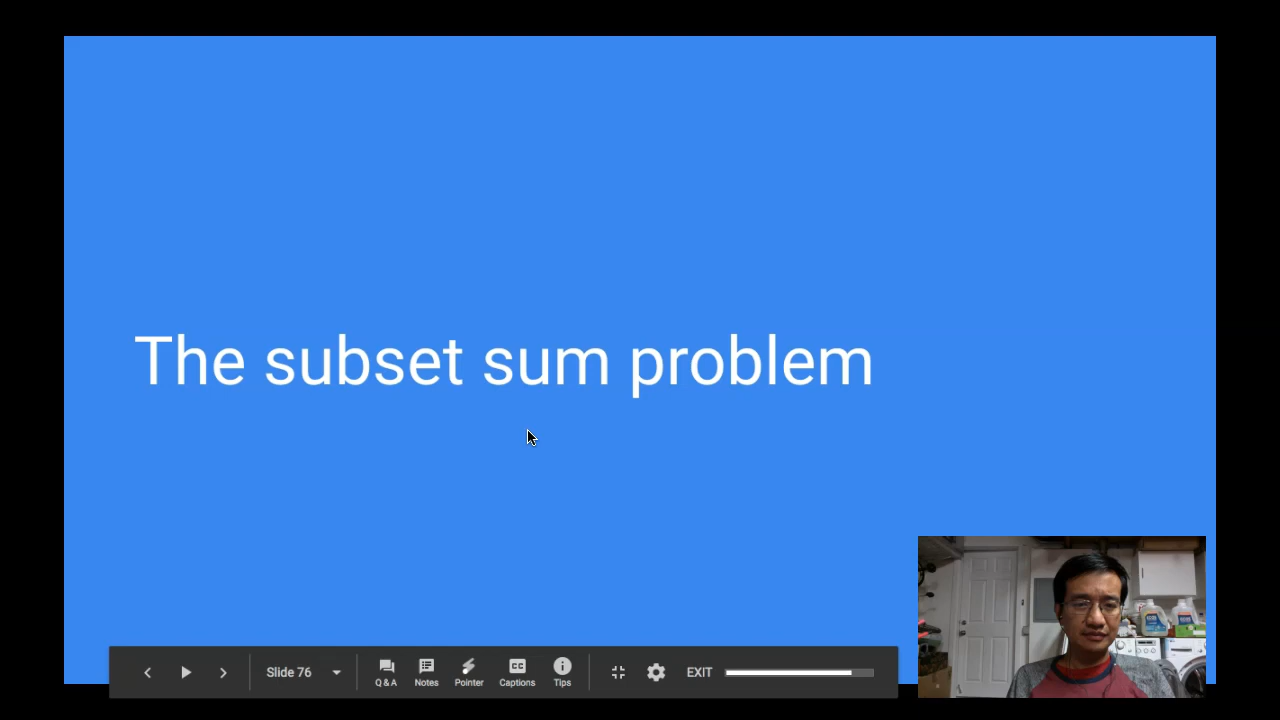 The subset sum problem
Slide 76
Q & A
Notes
Pointer
Captions
Tips
EXIT